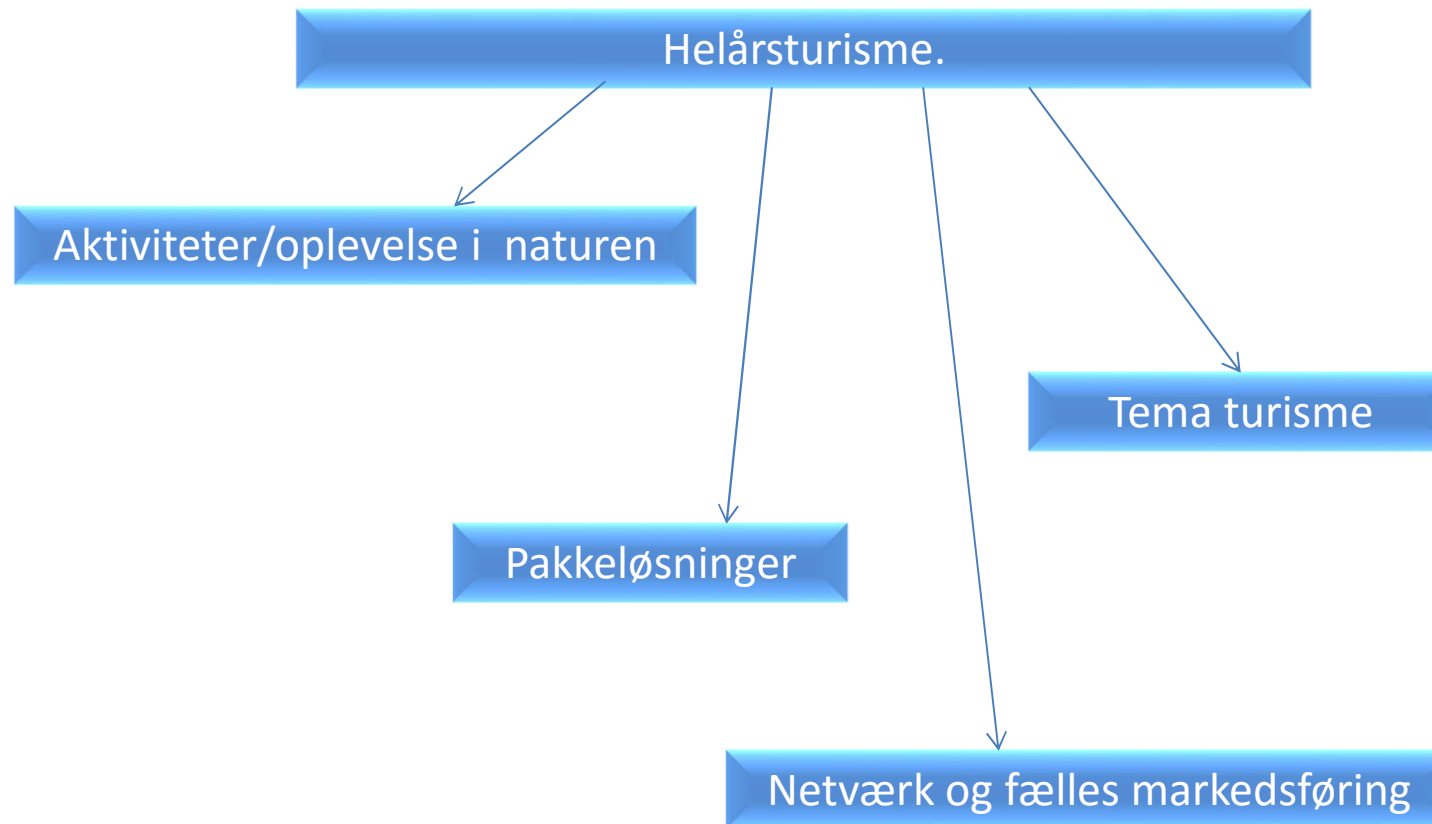 Helårsturisme.
Aktiviteter/oplevelse i naturen
Tema turisme
Pakkeløsninger
Netværk og fælles markedsføring